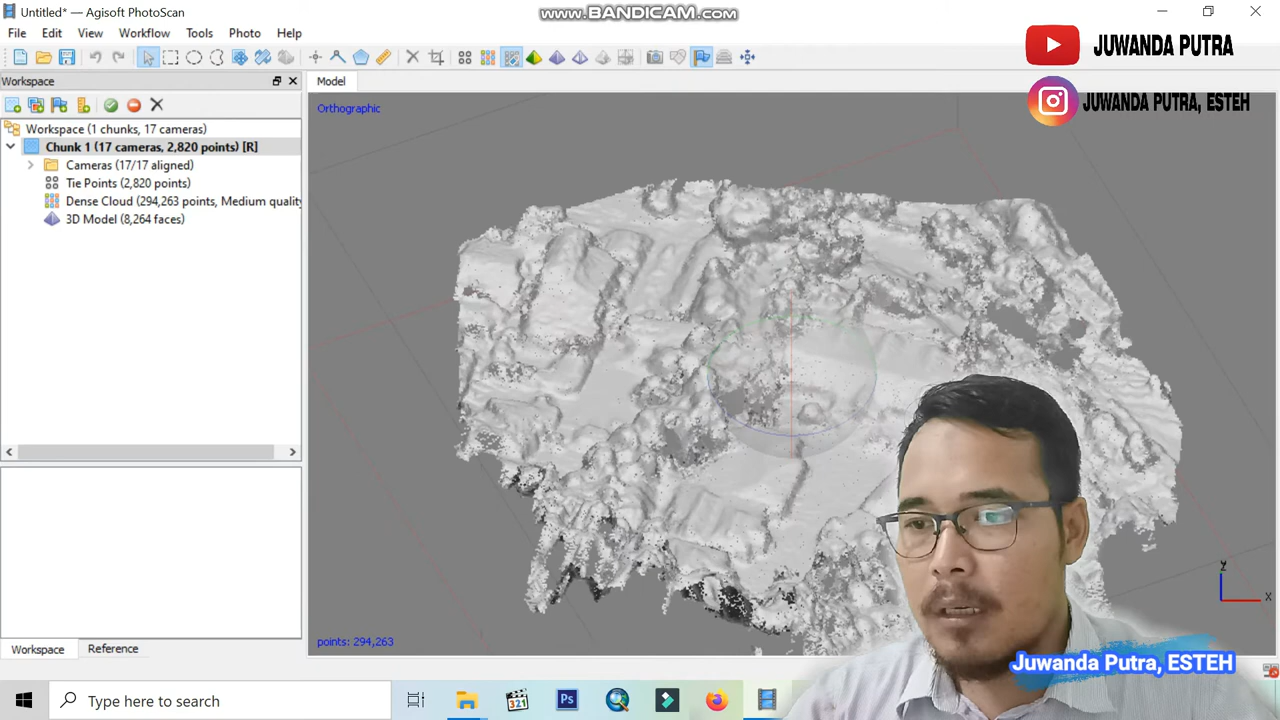 Untitled* — Agisoft PhotoScan
www.BANDICAM.com
File Edit View Workflow Tools Photo Help
JUWANDA PUTRA
JUWANDA PUTRA, ESTEH
Workspace
Model
Orthographic
Workspace (1 chunks, 17 cameras)
Chunk 1 (17 cameras, 2,820 points) [R]
Cameras (17/17 aligned)
Tie Points (2,820 points)
Dense Cloud (294,263 points, Medium quality
3D Model (8,264 faces)
Y
X
points: 294,263
Workspace Reference
Juwanda Putra, ESTEH
Type here to search
321
Ps